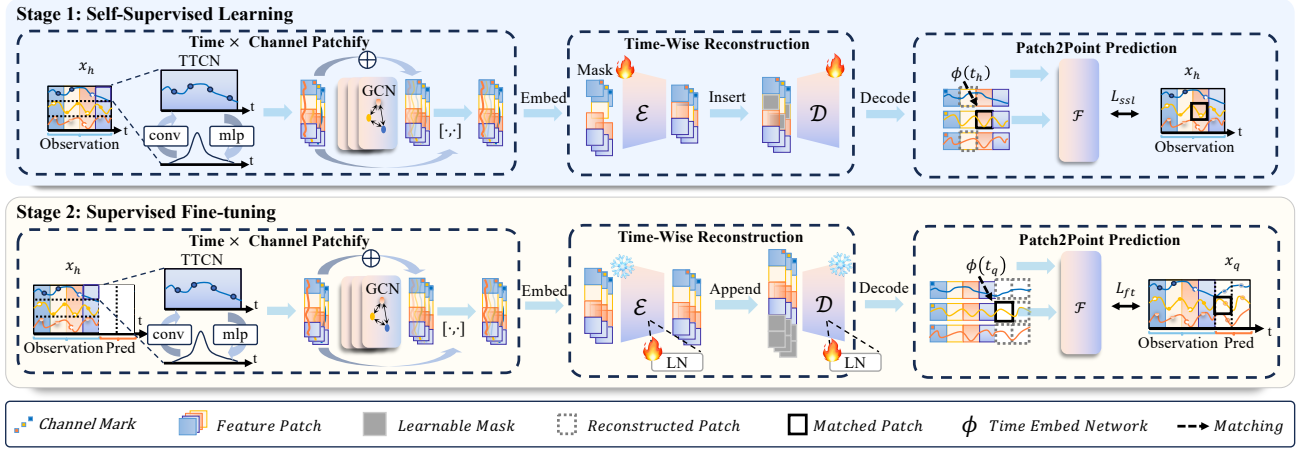 Stage 1: Self-Supervised Learning
Time × Channel Patchify
Time-Wise Reconstruction
Patch2Point Prediction
x_h
TTCN
t
t
Observation
conv
mlp
t
GCN
[·,·]
Embed
Mask
ℰ
Insert
𝒟
Decode
ϕ(t_h)
ℱ
L_ssl
x_h
t
Observation
Stage 2: Supervised Fine-tuning
Time × Channel Patchify
Time-Wise Reconstruction
Patch2Point Prediction
x_h
TTCN
t
t
Observation Pred
conv
mlp
t
GCN
[·,·]
Embed
ℰ
LN
Append
𝒟
LN
Decode
ϕ(t_q)
ℱ
L_ft
x_q
t
Observation Pred
Channel Mark
Feature Patch
Learnable Mask
Reconstructed Patch
Matched Patch
ϕ Time Embed Network
Matching